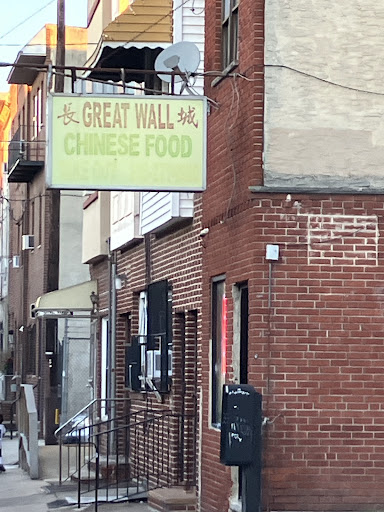 長 GREAT WALL 城
CHINESE FOOD